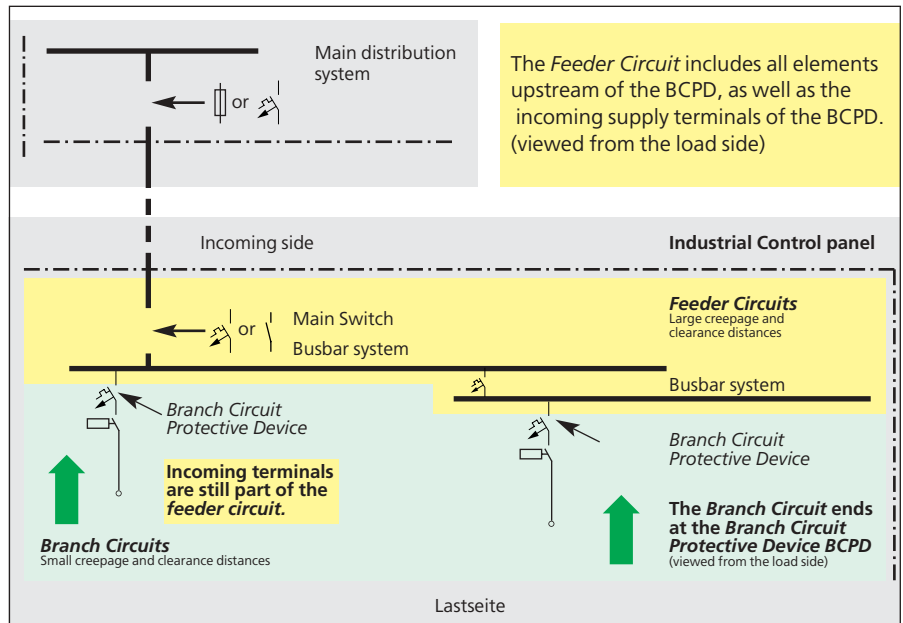 Main distribution
system
or
The Feeder Circuit includes all elements
upstream of the BCPD, as well as the
incoming supply terminals of the BCPD.
(viewed from the load side)
Incoming side
Industrial Control panel
Feeder Circuits
Large creepage and
clearance distances
or
Main Switch
Busbar system
Busbar system
Branch Circuit
Protective Device
Branch Circuit
Protective Device
Incoming terminals
are still part of the
feeder circuit.
The Branch Circuit ends
at the Branch Circuit
Protective Device BCPD
(viewed from the load side)
Branch Circuits
Small creepage and clearance distances
Lastseite